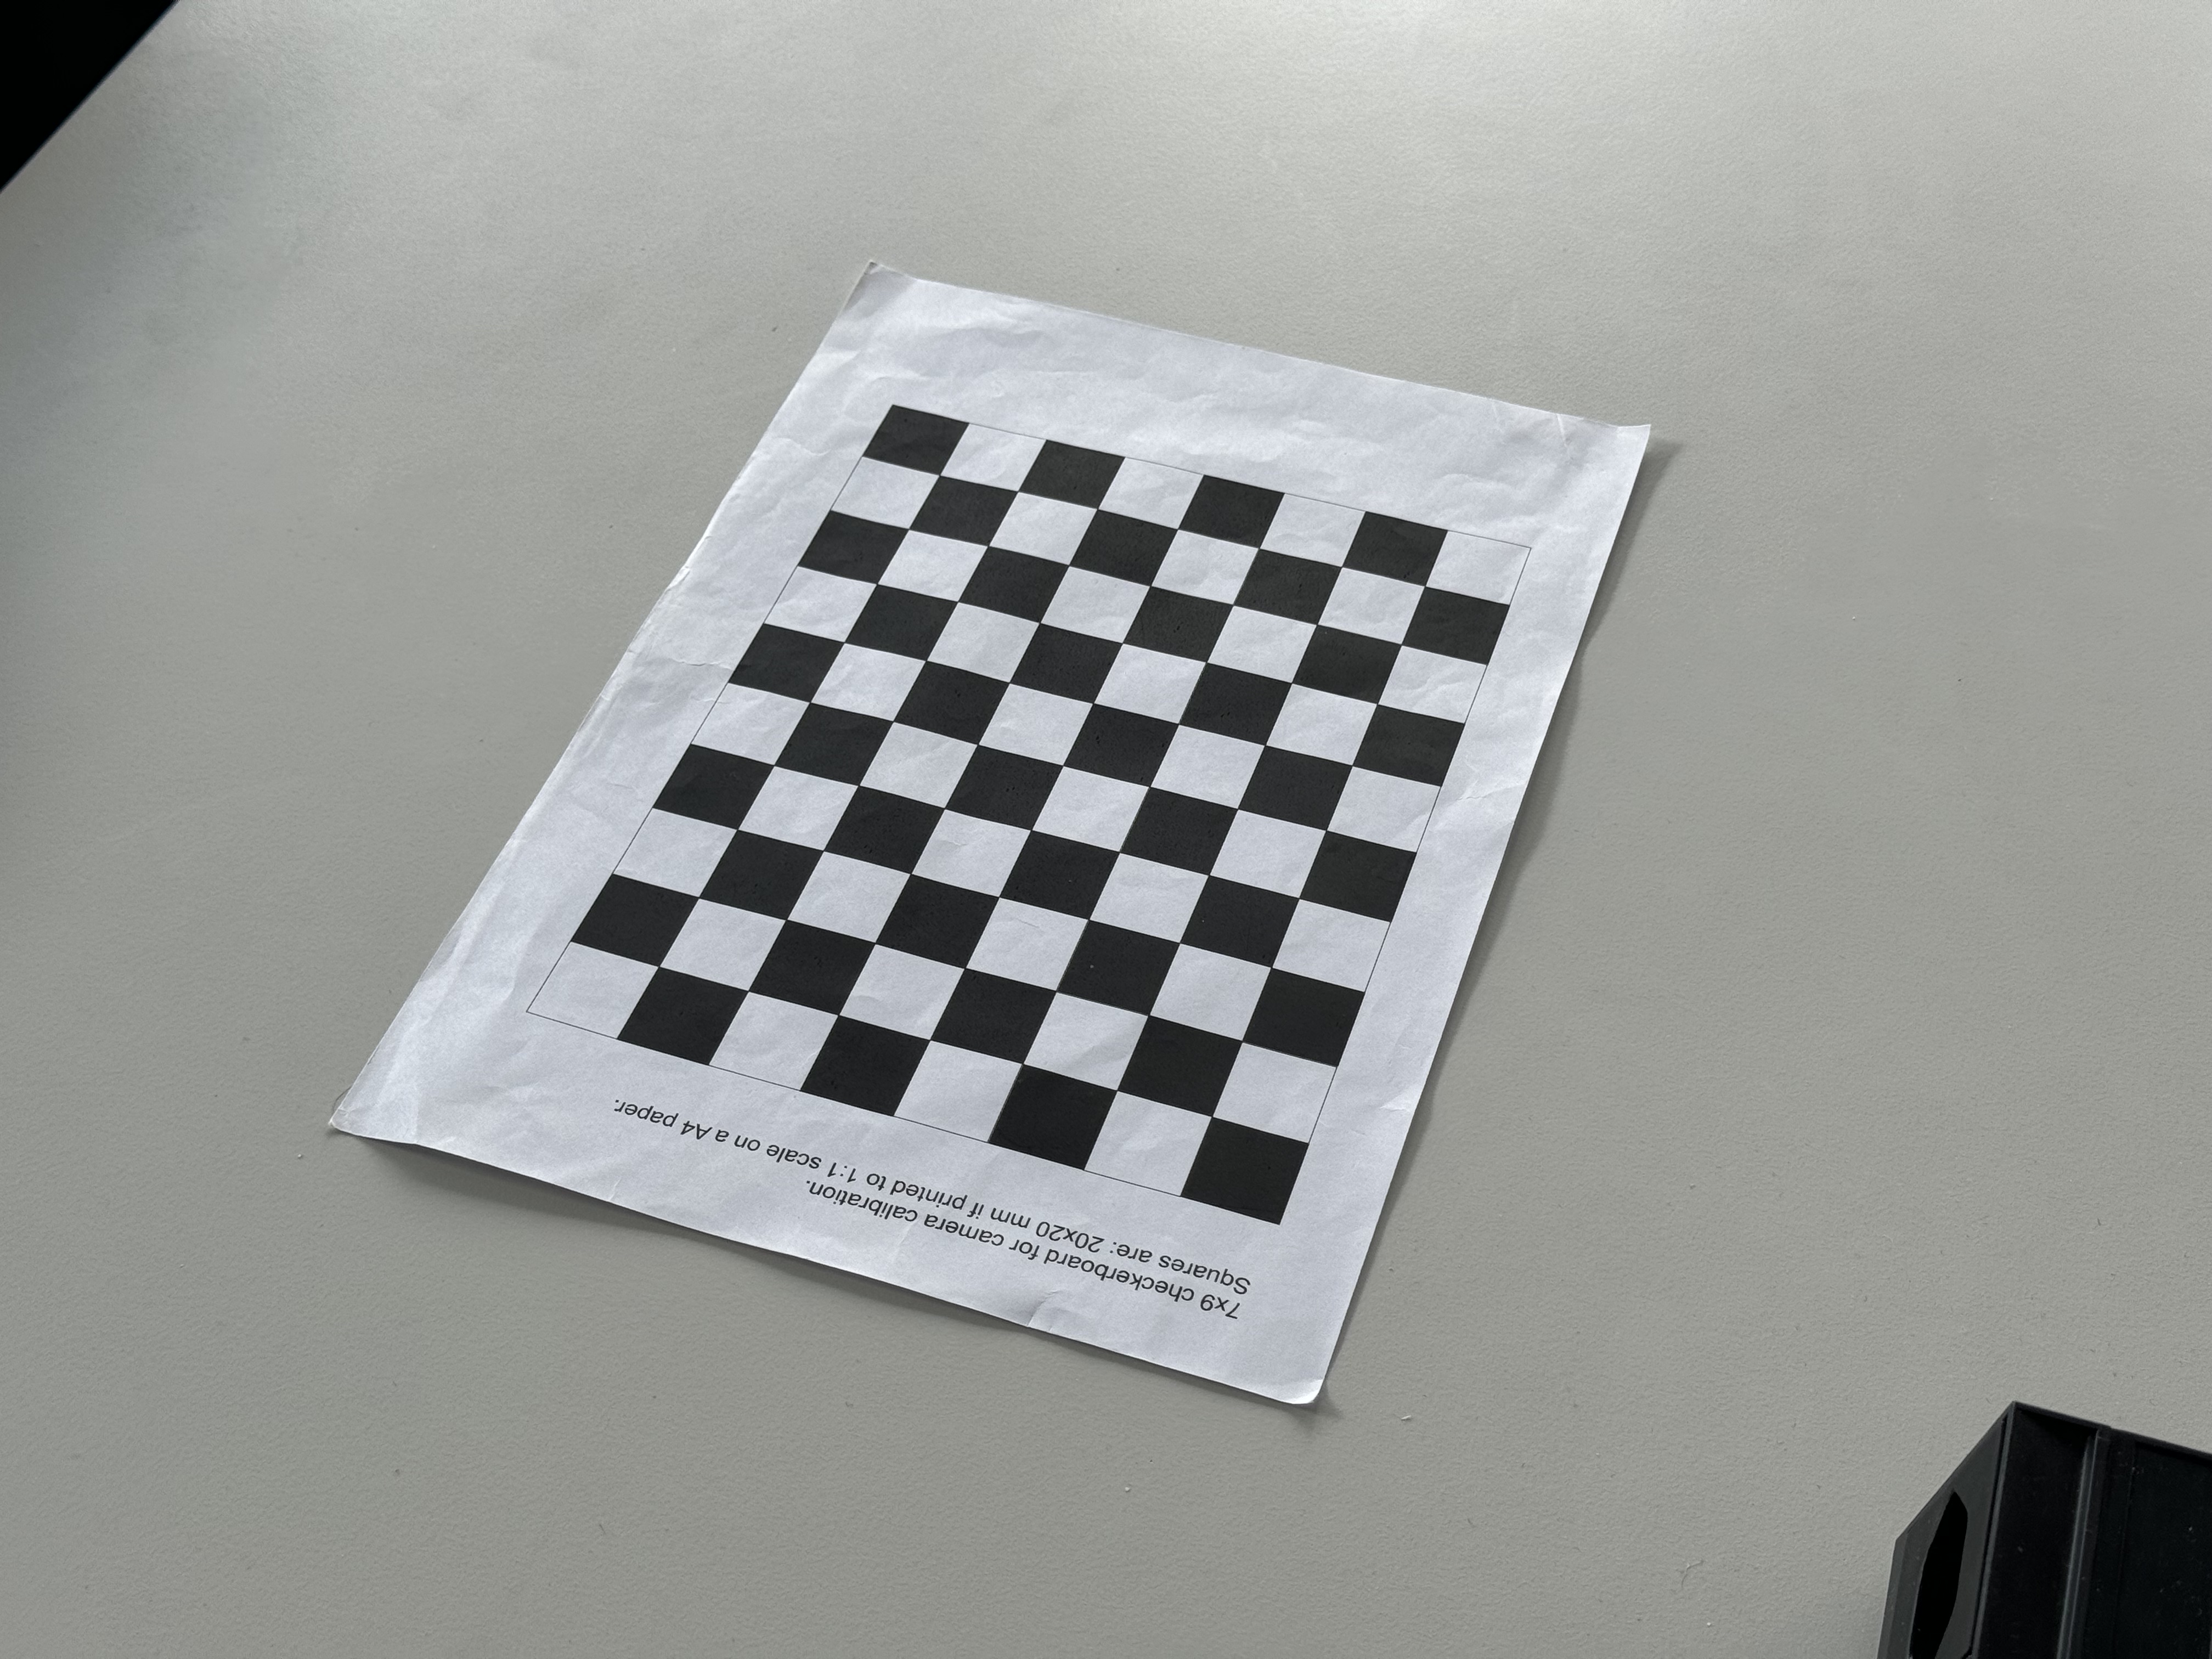 7x9 checkerboard for camera calibration.
Squares are: 20x20 mm if printed to 1:1 scale on a A4 paper.